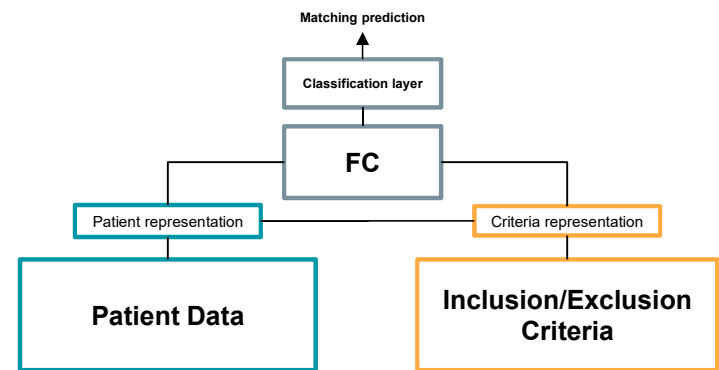 Matching prediction
Classification layer
FC
Patient representation
Criteria representation
Patient Data
Inclusion/Exclusion
Criteria